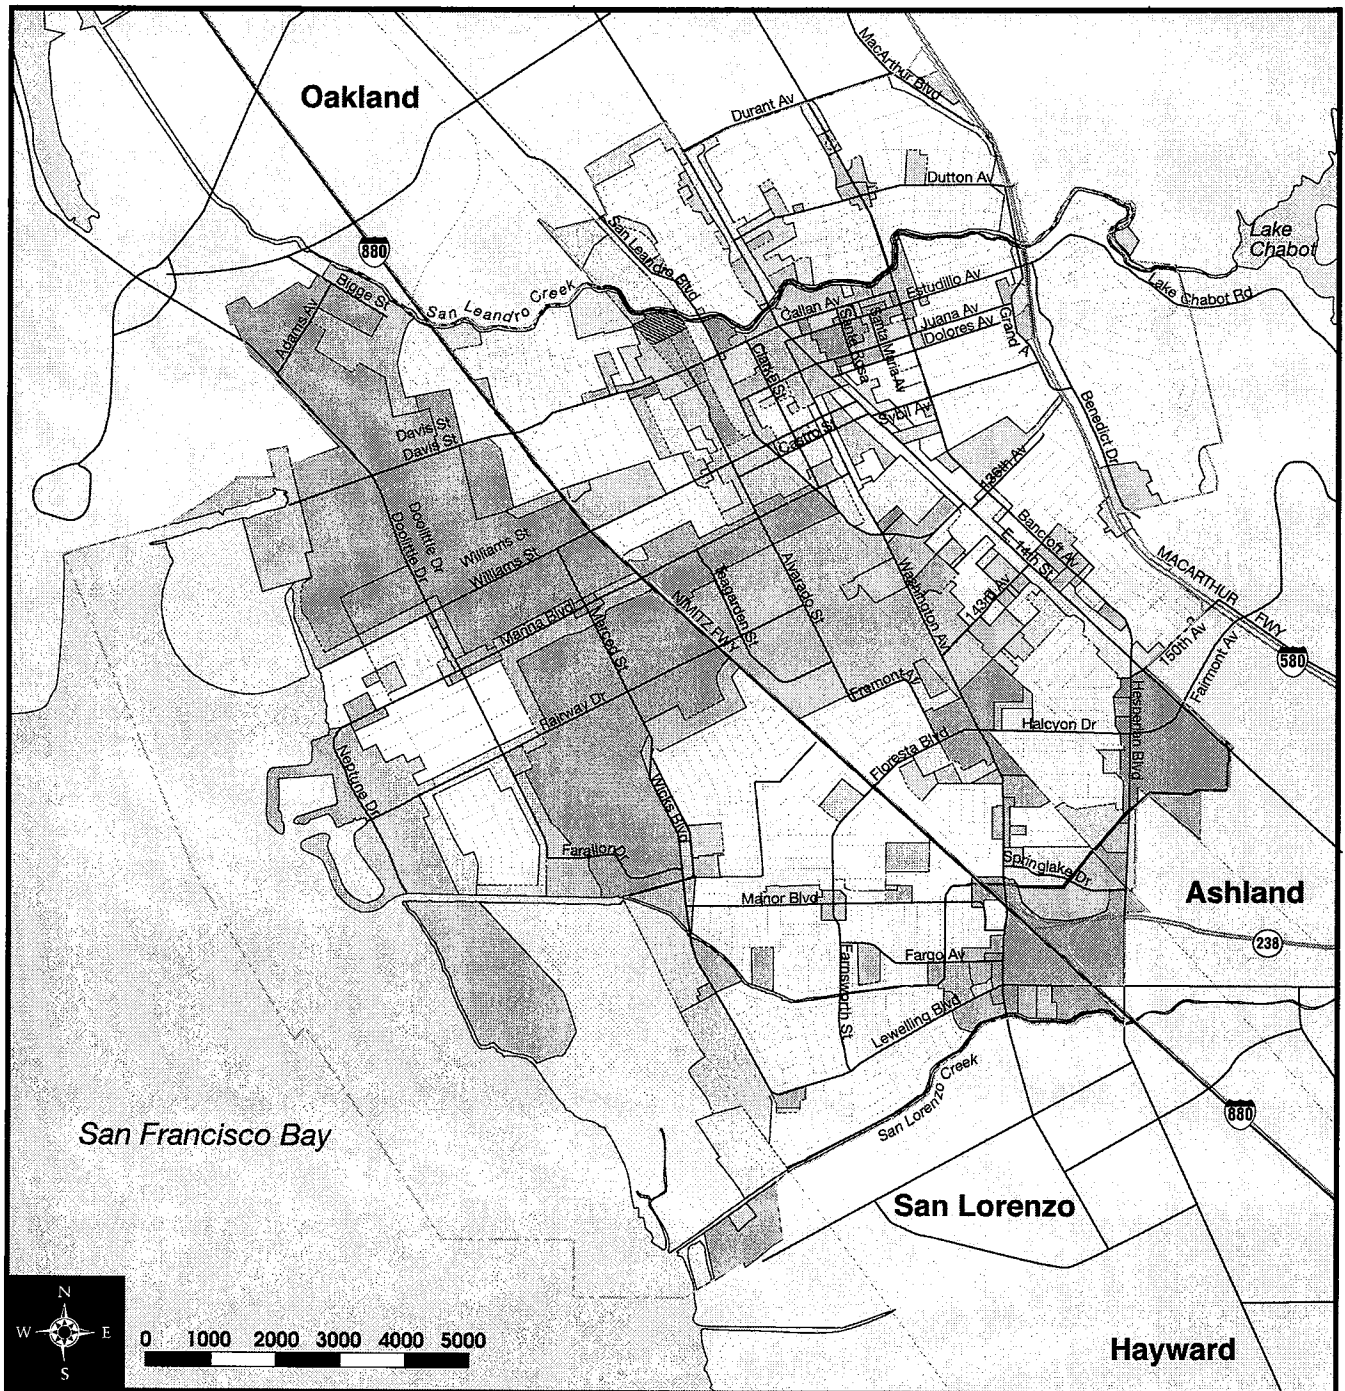 MacArthur Blvd
Oakland
Durant Av
Dutton Av
880
San Leandro Blvd
Lake
Chabot
Bigge St
San Leandro Creek
Estudillo Av
Lake Chabot Rd
Adams Av
Callan Av
Juana Av
Dolores Av
Santa Rosa
Santa Maria Av
Grand A
Clarke St
Benedict Dr
Davis St
Davis St
Castro St
Sybil Av
136th Av
Doolittle Dr
Doolittle Dr
Williams St
Williams St
Bancroft Av
E 14th St
Teagarden St
Alvarado St
Washington Av
143rd Av
MACARTHUR
FWY
Marina Blvd
Merced St
NIMITZ FWY
150th Av
Fairmont Av
580
Fremont Av
Hesperian Blvd
Fairway Dr
Halcyon Dr
Neptune Dr
Floresta Blvd
Wicks Blvd
Farallon Dr
Springlake Dr
Manor Blvd
Ashland
238
Fargo Av
Farnsworth St
Lewelling Blvd
San Lorenzo Creek
880
San Francisco Bay
San Lorenzo
N
W E
S
0 1000 2000 3000 4000 5000
Hayward